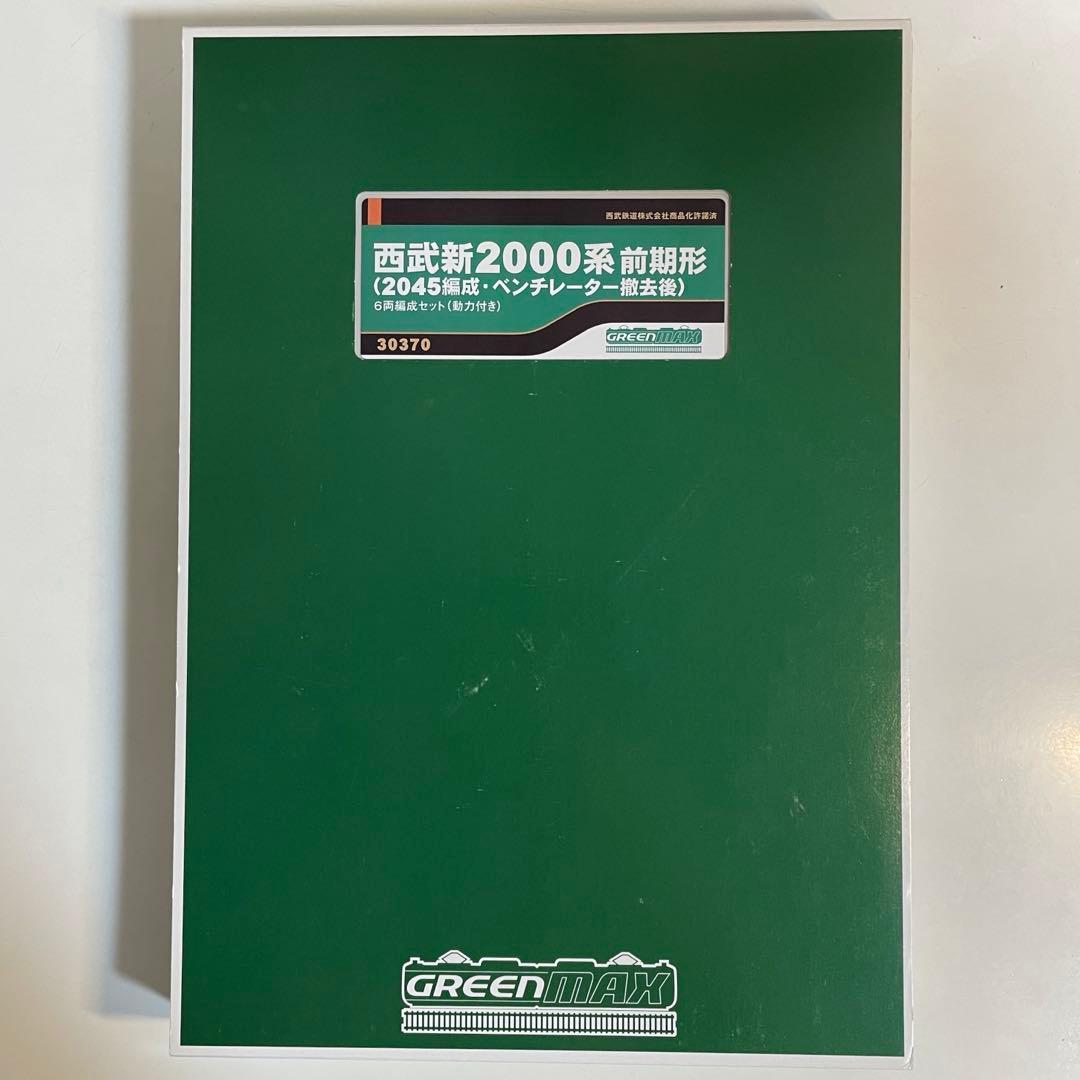 西武鉄道株式会社商品化許諾済
西武新2000系 前期形
(2045編成・ベンチレーター撤去後)
6両編成セット(動力付き)
30370
GREENMAX
GREENMAX